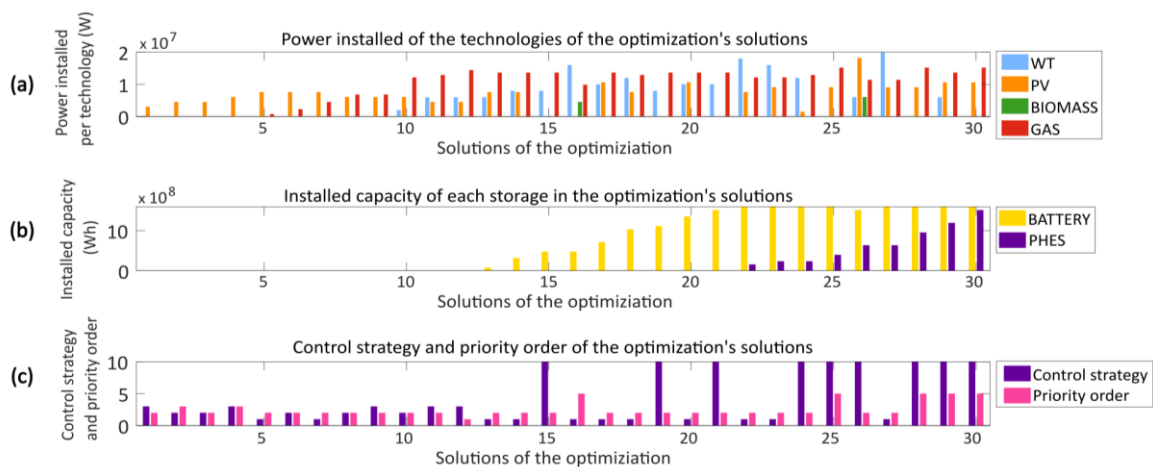 Power installed of the technologies of the optimization's solutions
x 10^7
(a)
Power installed
per technology (W)
2
1
0
5
10
15
20
25
30
Solutions of the optimiziation
WT
PV
BIOMASS
GAS
Installed capacity of each storage in the optimization's solutions
x 10^8
(b)
Installed capacity
(Wh)
10
0
5
10
15
20
25
30
Solutions of the optimiziation
BATTERY
PHES
Control strategy and priority order of the optimization's solutions
(c)
Control strategy
and priority order
10
5
0
5
10
15
20
25
30
Solutions of the optimiziation
Control strategy
Priority order